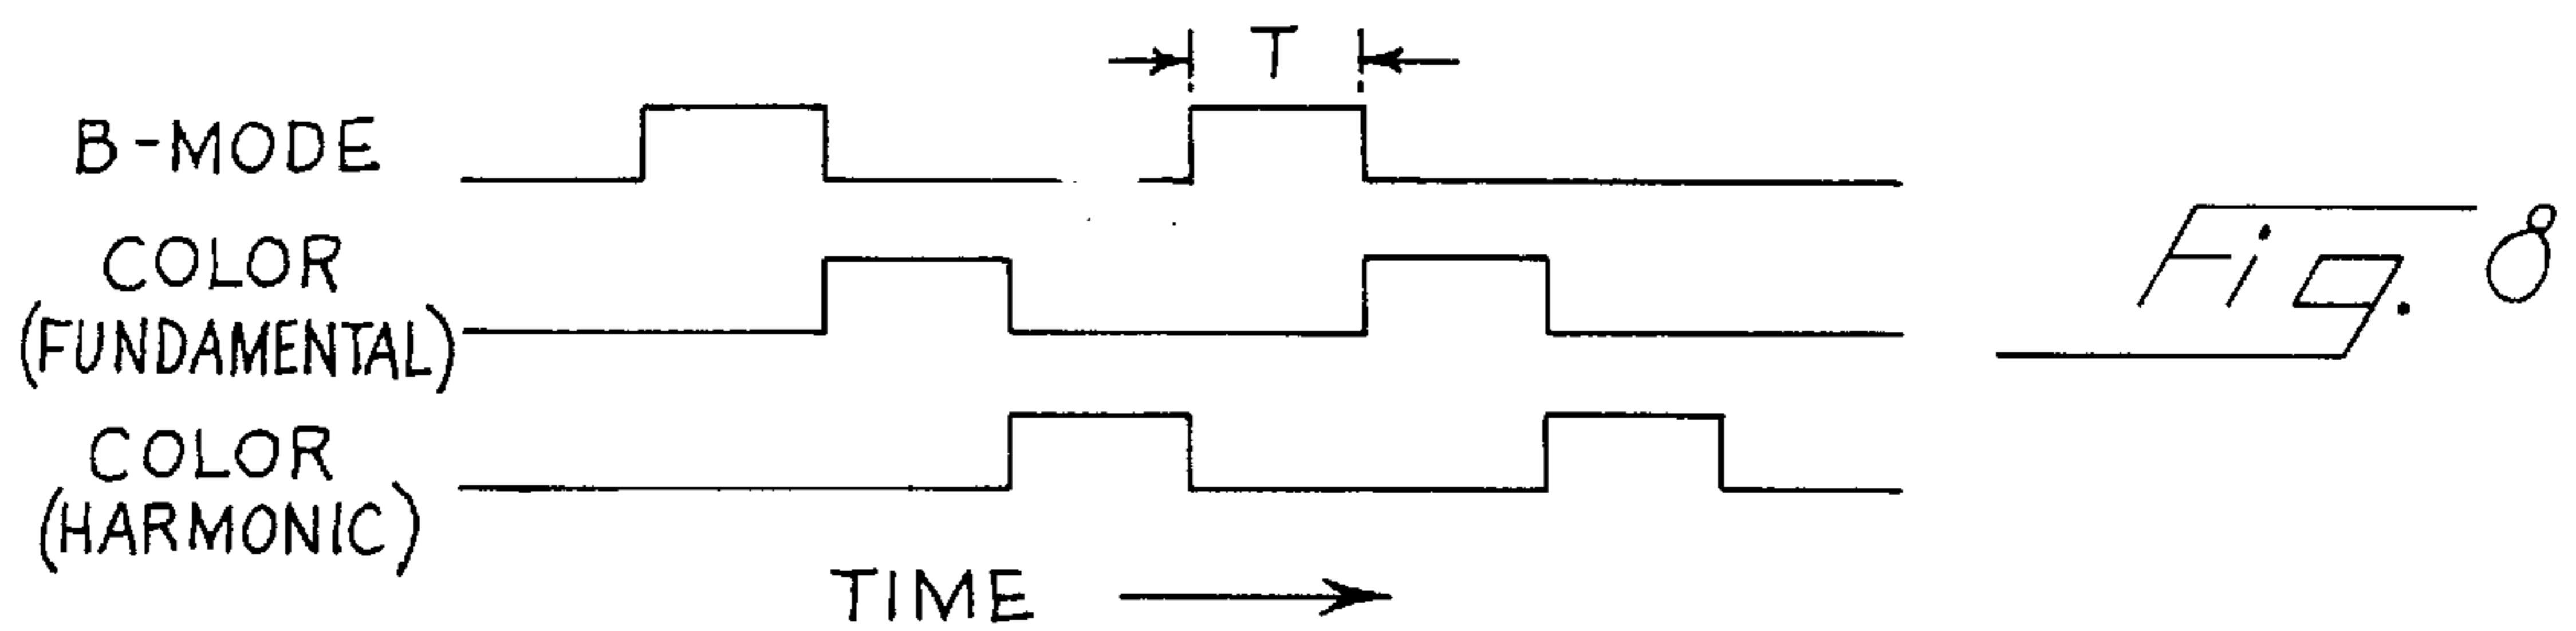 T
B-MODE
COLOR
(FUNDAMENTAL)
COLOR
(HARMONIC)
TIME
Fig. 8